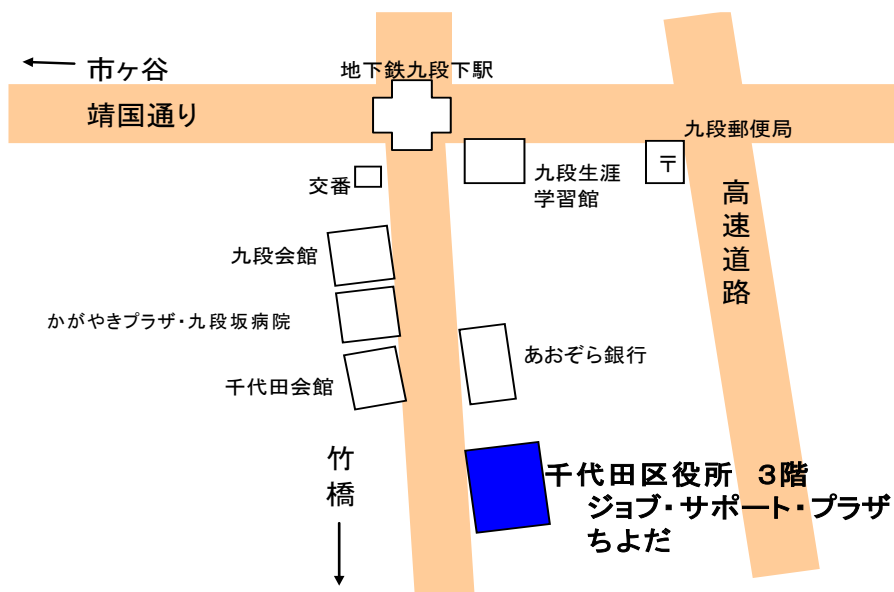 市ヶ谷
地下鉄九段下駅
靖国通り
九段郵便局
〒
交番
九段生涯
学習館
高速道路
九段会館
かがやきプラザ・九段坂病院
あおぞら銀行
千代田会館
竹橋
千代田区役所 3階
ジョブ・サポート・プラザ
ちよだ